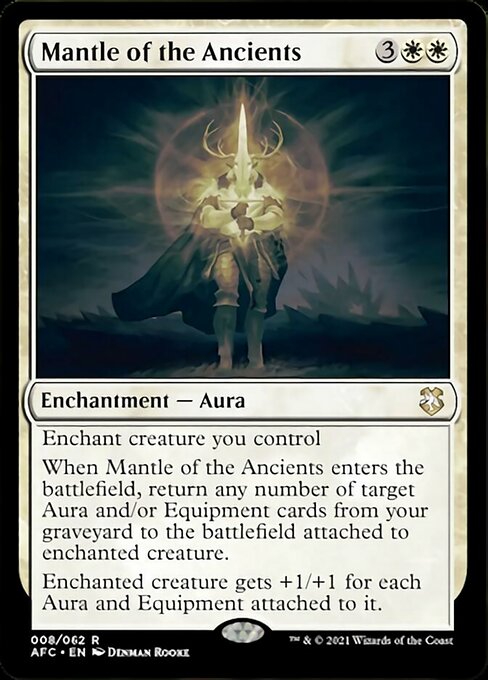 Mantle of the Ancients 3
Enchantment — Aura
Enchant creature you control
When Mantle of the Ancients enters the
battlefield, return any number of target
Aura and/or Equipment cards from your
graveyard to the battlefield attached to
enchanted creature.
Enchanted creature gets +1/+1 for each
Aura and Equipment attached to it.
008/062 R
™ & © 2021 Wizards of the Coast
AFC • EN Denman Rooke